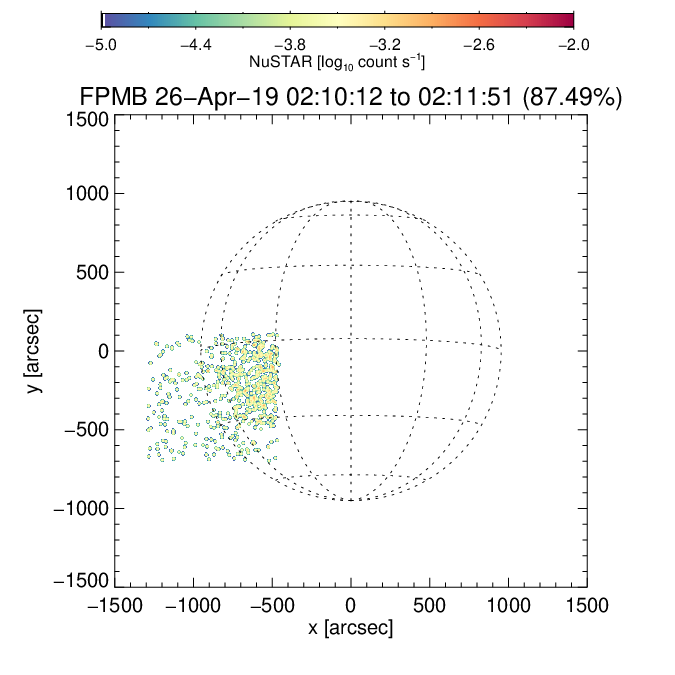 −5.0 −4.4 −3.8 −3.2 −2.6 −2.0
NuSTAR [log₁₀ count s⁻¹]
FPMB 26−Apr−19 02:10:12 to 02:11:51 (87.49%)
1500
1000
500
0
−500
−1000
−1500
y [arcsec]
−1500 −1000 −500 0 500 1000 1500
x [arcsec]